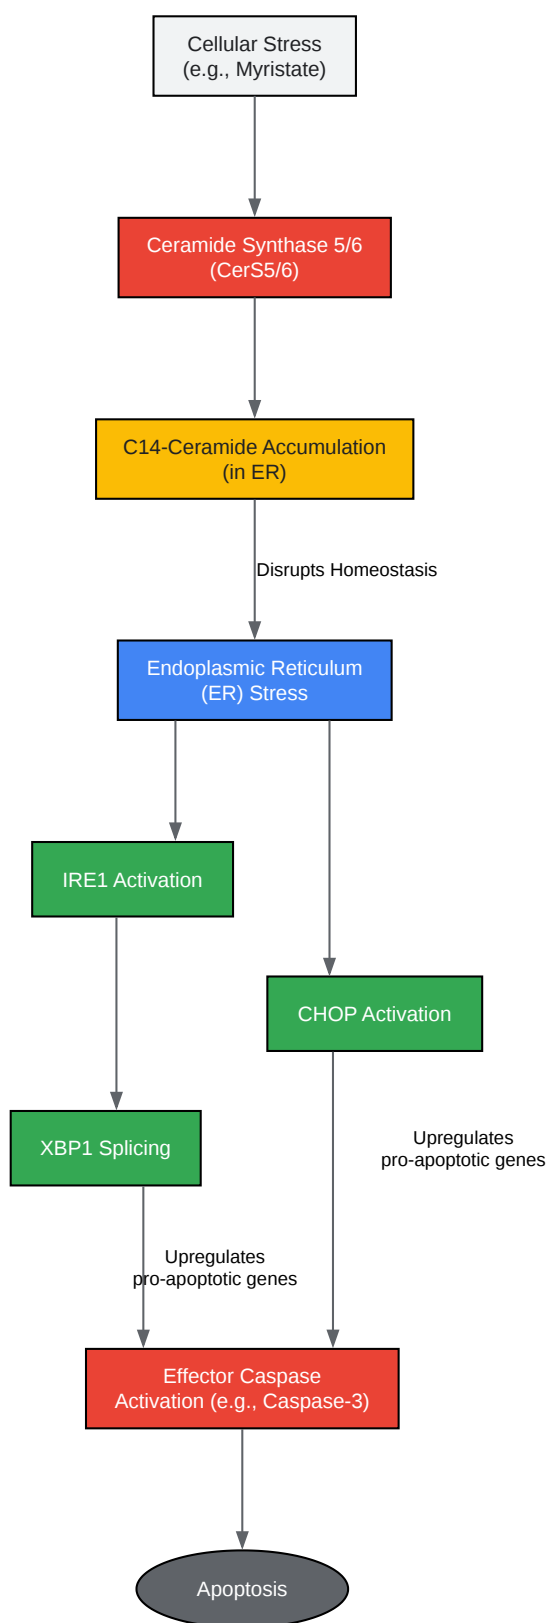 Cellular Stress
(e.g., Myristate)
Ceramide Synthase 5/6
(CerS5/6)
C14-Ceramide Accumulation
(in ER)
Disrupts Homeostasis
Endoplasmic Reticulum
(ER) Stress
IRE1 Activation
CHOP Activation
XBP1 Splicing
Upregulates
pro-apoptotic genes
Upregulates
pro-apoptotic genes
Effector Caspase
Activation (e.g., Caspase-3)
Apoptosis